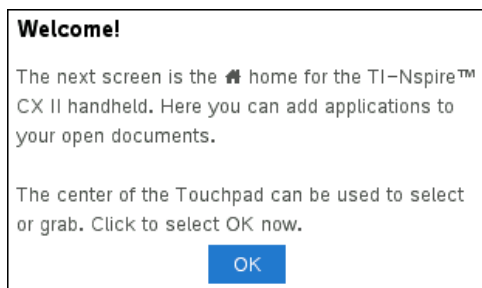 Welcome!
The next screen is the home for the TI-Nspire™
CX II handheld. Here you can add applications to
your open documents.
The center of the Touchpad can be used to select
or grab. Click to select OK now.
OK